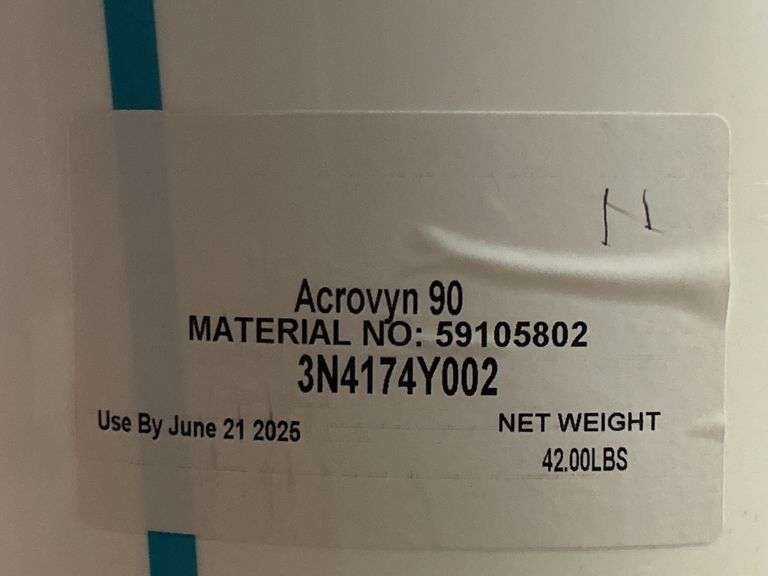 Acrovyn 90
MATERIAL NO: 59105802
3N4174Y002
Use By June 21 2025
NET WEIGHT
42.00LBS